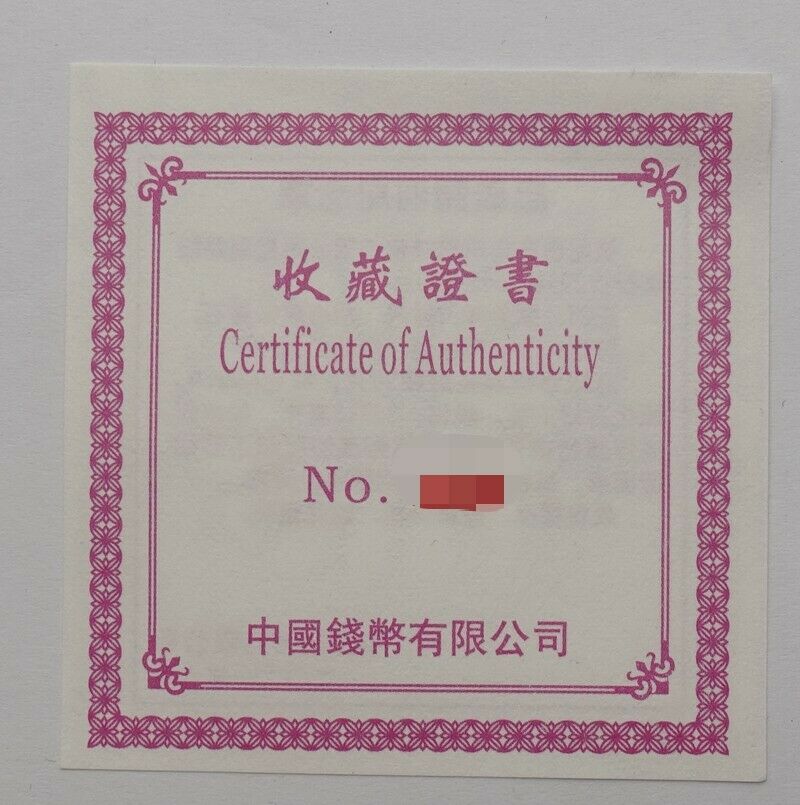 收藏證書
Certificate of Authenticity
No.
中國錢幣有限公司